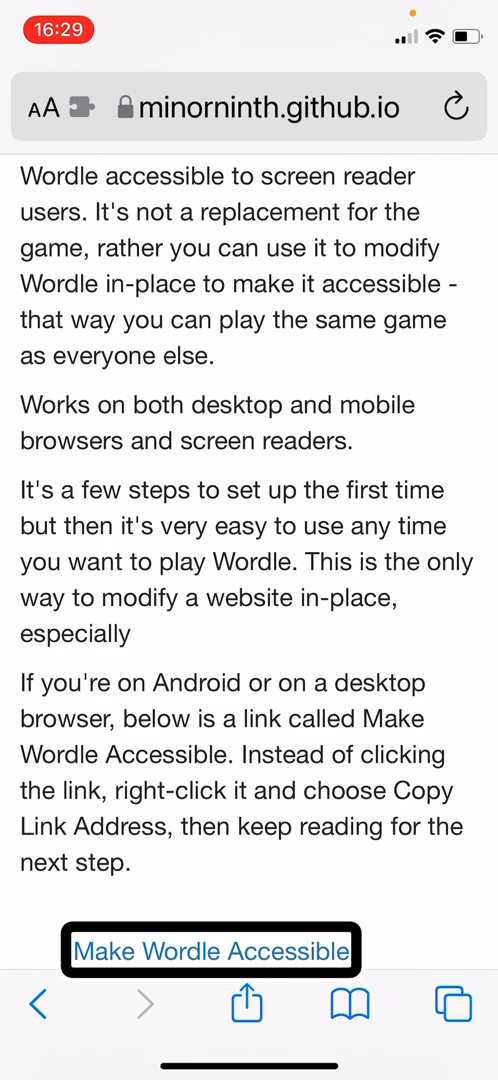 16:29
AA minorninth.github.io
Wordle accessible to screen reader
users. It's not a replacement for the
game, rather you can use it to modify
Wordle in-place to make it accessible -
that way you can play the same game
as everyone else.
Works on both desktop and mobile
browsers and screen readers.
It's a few steps to set up the first time
but then it's very easy to use any time
you want to play Wordle. This is the only
way to modify a website in-place,
especially
If you're on Android or on a desktop
browser, below is a link called Make
Wordle Accessible. Instead of clicking
the link, right-click it and choose Copy
Link Address, then keep reading for the
next step.
Make Wordle Accessible